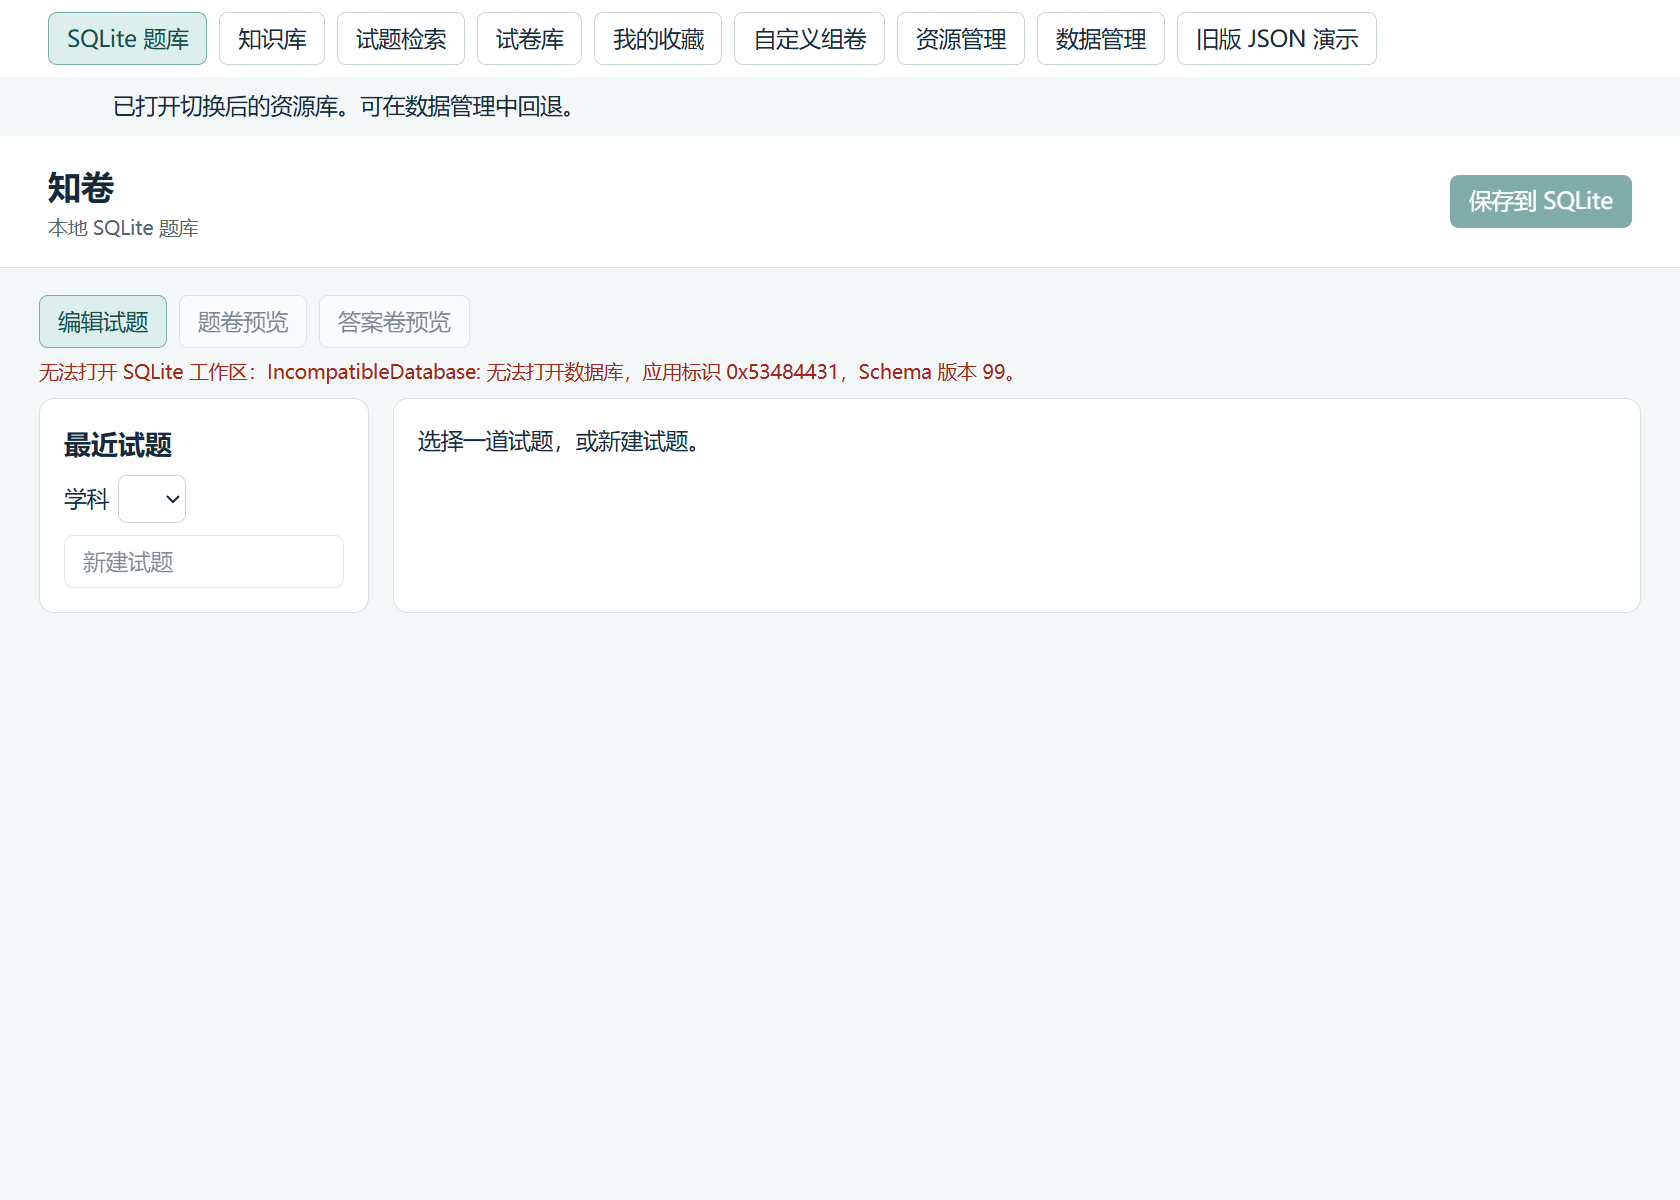 SQLite 题库 知识库 试题检索 试卷库 我的收藏 自定义组卷 资源管理 数据管理 旧版 JSON 演示
已打开切换后的资源库。可在数据管理中回退。
知卷
本地 SQLite 题库
保存到 SQLite
编辑试题 题卷预览 答案卷预览
无法打开 SQLite 工作区：IncompatibleDatabase: 无法打开数据库，应用标识 0x53484431，Schema 版本 99。
最近试题
学科
新建试题
选择一道试题，或新建试题。